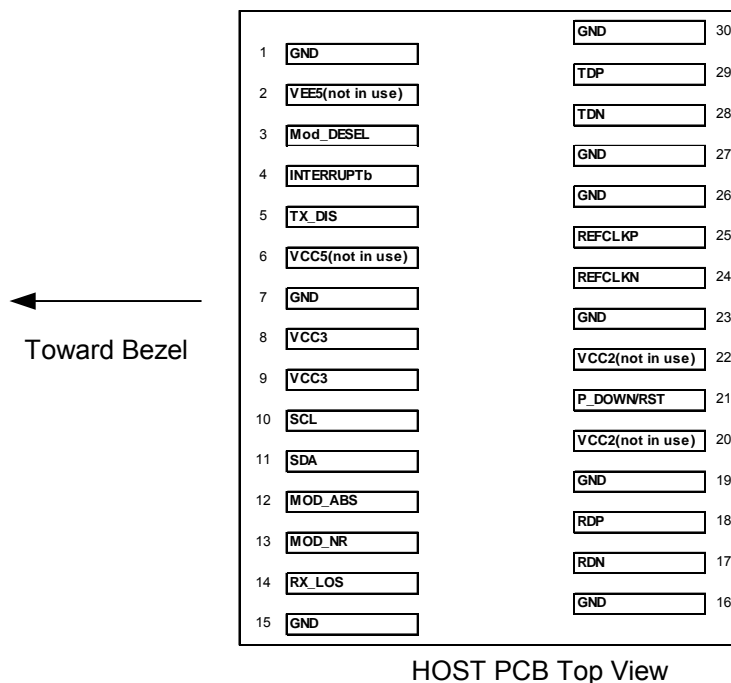 GND 30
1 GND
TDP 29
2 VEE5(not in use)
TDN 28
3 Mod_DESEL
GND 27
4 INTERRUPTb
GND 26
5 TX_DIS
REFCLKP 25
6 VCC5(not in use)
REFCLKN 24
7 GND
GND 23
8 VCC3
Toward Bezel
VCC2(not in use) 22
9 VCC3
P_DOWN/RST 21
10 SCL
VCC2(not in use) 20
11 SDA
GND 19
12 MOD_ABS
RDP 18
13 MOD_NR
RDN 17
14 RX_LOS
GND 16
15 GND
HOST PCB Top View